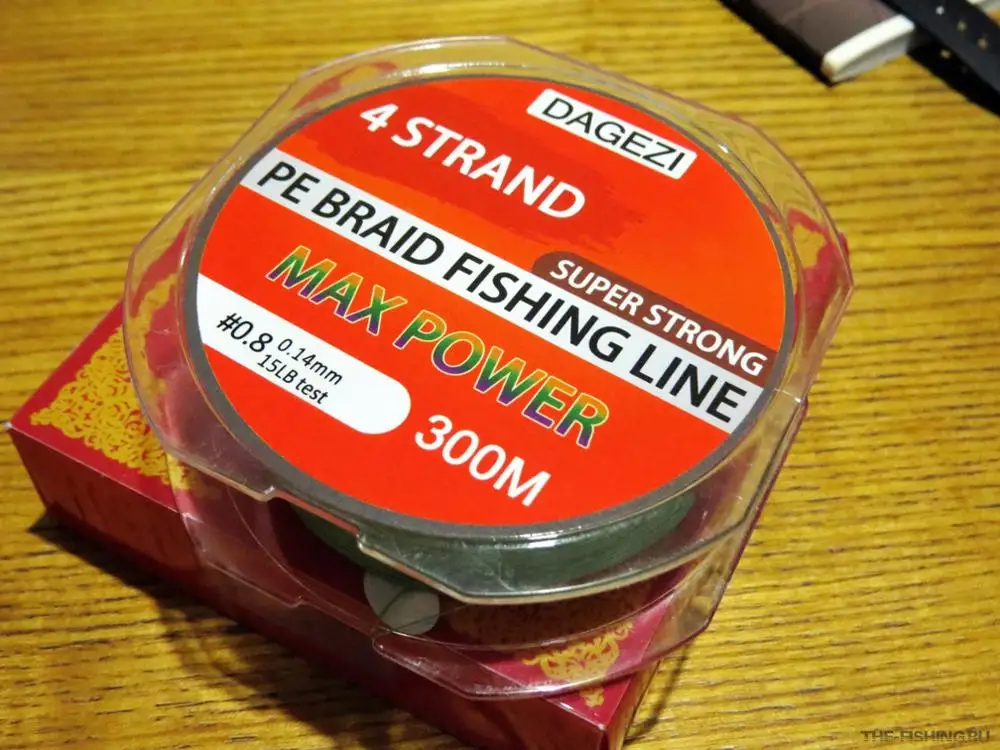 DAGEZI
4 STRAND
PE BRAID FISHING LINE
SUPER STRONG
MAX POWER
#0.8 0.14mm
15LB test
300M
THE-FISHING.RU